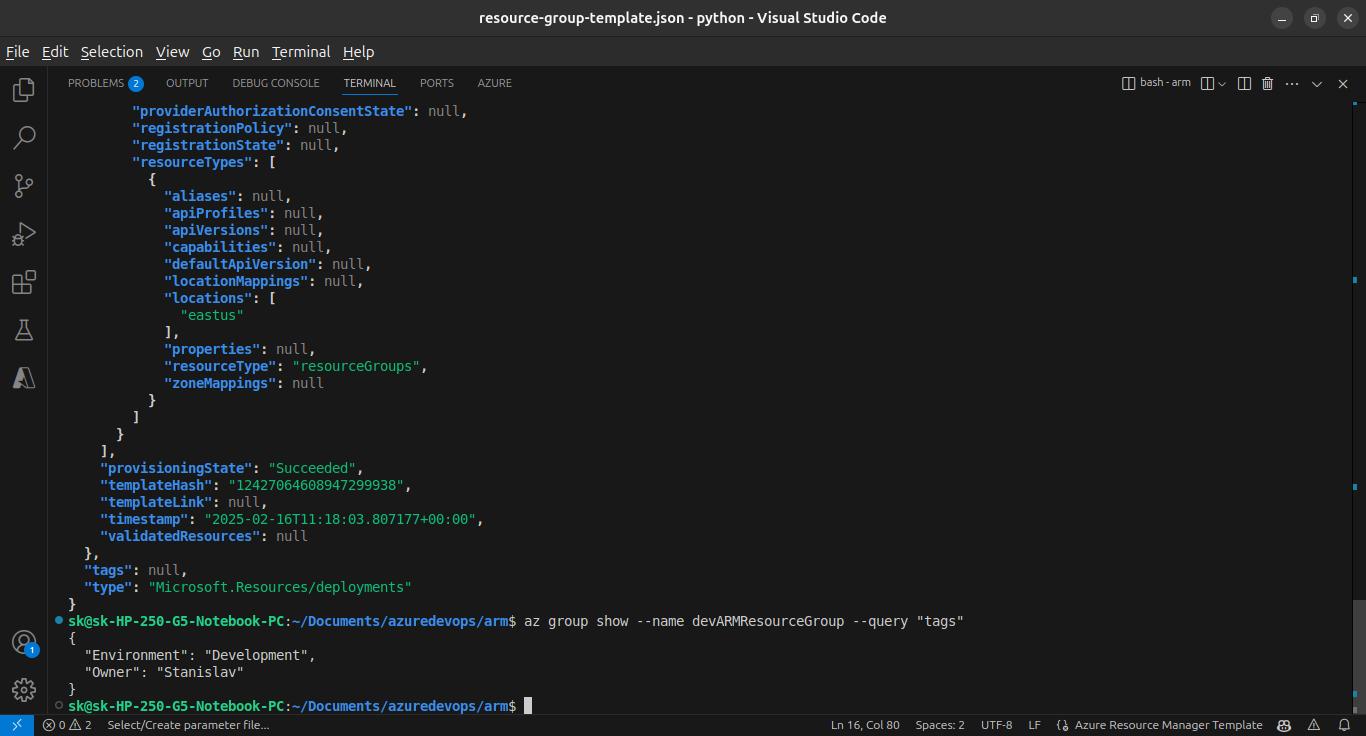 resource-group-template.json - python - Visual Studio Code
File Edit Selection View Go Run Terminal Help
PROBLEMS 2 OUTPUT DEBUG CONSOLE TERMINAL PORTS AZURE bash - arm
"providerAuthorizationConsentState": null,
"registrationPolicy": null,
"registrationState": null,
"resourceTypes": [
{
"aliases": null,
"apiProfiles": null,
"apiVersions": null,
"capabilities": null,
"defaultApiVersion": null,
"locationMappings": null,
"locations": [
"eastus"
],
"properties": null,
"resourceType": "resourceGroups",
"zoneMappings": null
}
]
}
],
"provisioningState": "Succeeded",
"templateHash": "12427064608947299938",
"templateLink": null,
"timestamp": "2025-02-16T11:18:03.807177+00:00",
"validatedResources": null
},
"tags": null,
"type": "Microsoft.Resources/deployments"
}
sk@sk-HP-250-G5-Notebook-PC:~/Documents/azuredevops/arm$ az group show --name devARMResourceGroup --query "tags"
{
"Environment": "Development",
"Owner": "Stanislav"
}
1
sk@sk-HP-250-G5-Notebook-PC:~/Documents/azuredevops/arm$
0 2 Select/Create parameter file... Ln 16, Col 80 Spaces: 2 UTF-8 LF {} Azure Resource Manager Template